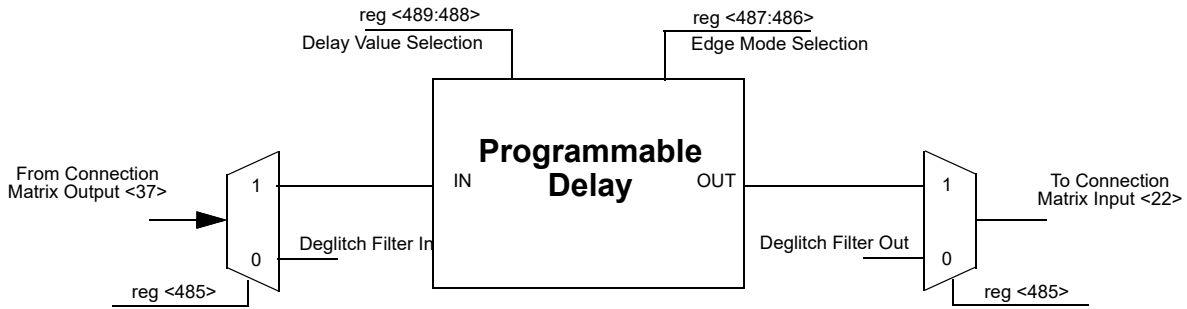 reg <489:488>
Delay Value Selection
reg <487:486>
Edge Mode Selection
Programmable
Delay
IN
OUT
From Connection
Matrix Output <37>
1
0
Deglitch Filter In
reg <485>
Deglitch Filter Out
1
0
To Connection
Matrix Input <22>
reg <485>